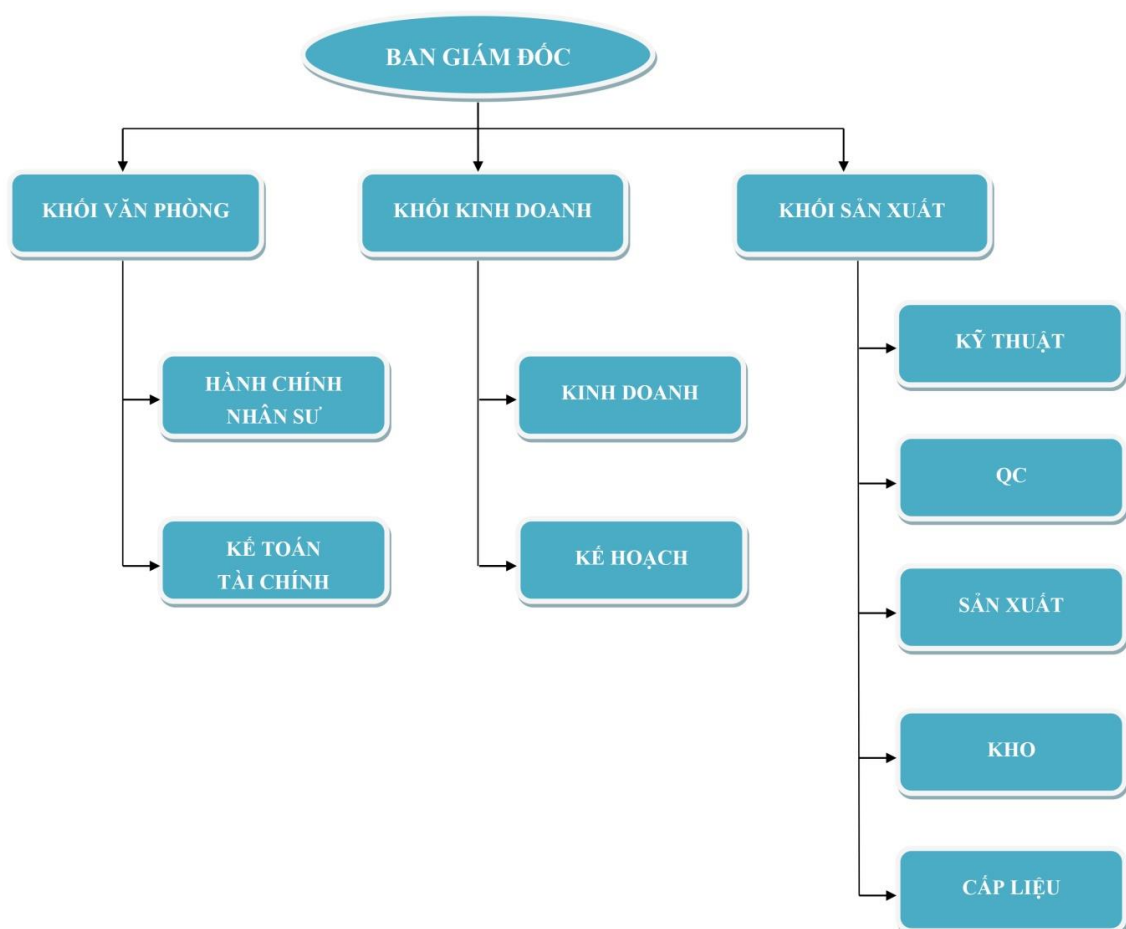 BAN GIÁM ĐỐC
KHỐI VĂN PHÒNG
KHỐI KINH DOANH
KHỐI SẢN XUẤT
HÀNH CHÍNH
NHÂN SƯ
KẾ TOÁN
TÀI CHÍNH
KINH DOANH
KẾ HOẠCH
KỸ THUẬT
QC
SẢN XUẤT
KHO
CẤP LIỆU